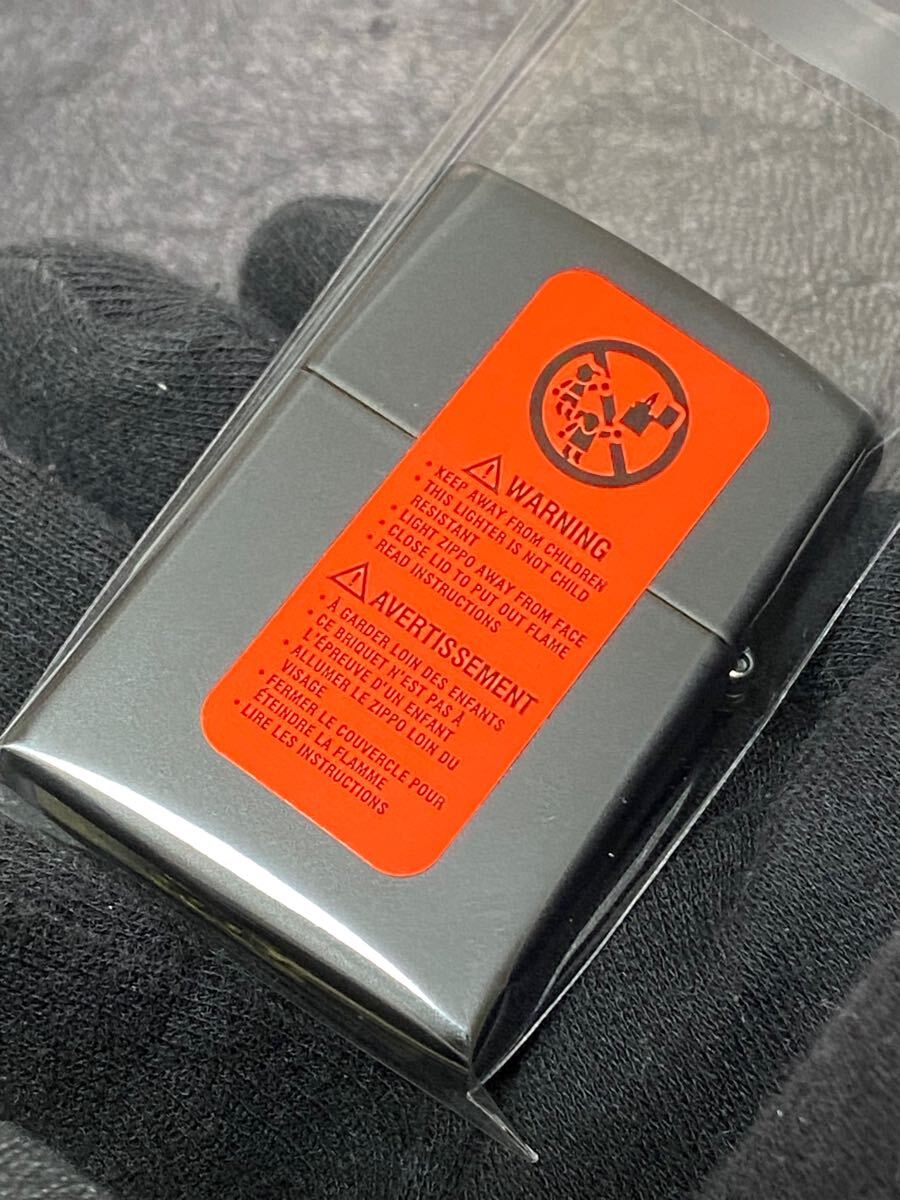 ⚠ WARNING
• KEEP AWAY FROM CHILDREN
• THIS LIGHTER IS NOT CHILD
RESISTANT
• LIGHT ZIPPO AWAY FROM FACE
• CLOSE LID TO PUT OUT FLAME
• READ INSTRUCTIONS
⚠ AVERTISSEMENT
• À GARDER LOIN DES ENFANTS
• CE BRIQUET N'EST PAS À
L'ÉPREUVE D'UN ENFANT
• ALLUMER LE ZIPPO LOIN DU
VISAGE
• FERMER LE COUVERCLE POUR
ÉTEINDRE LA FLAMME
• LIRE LES INSTRUCTIONS